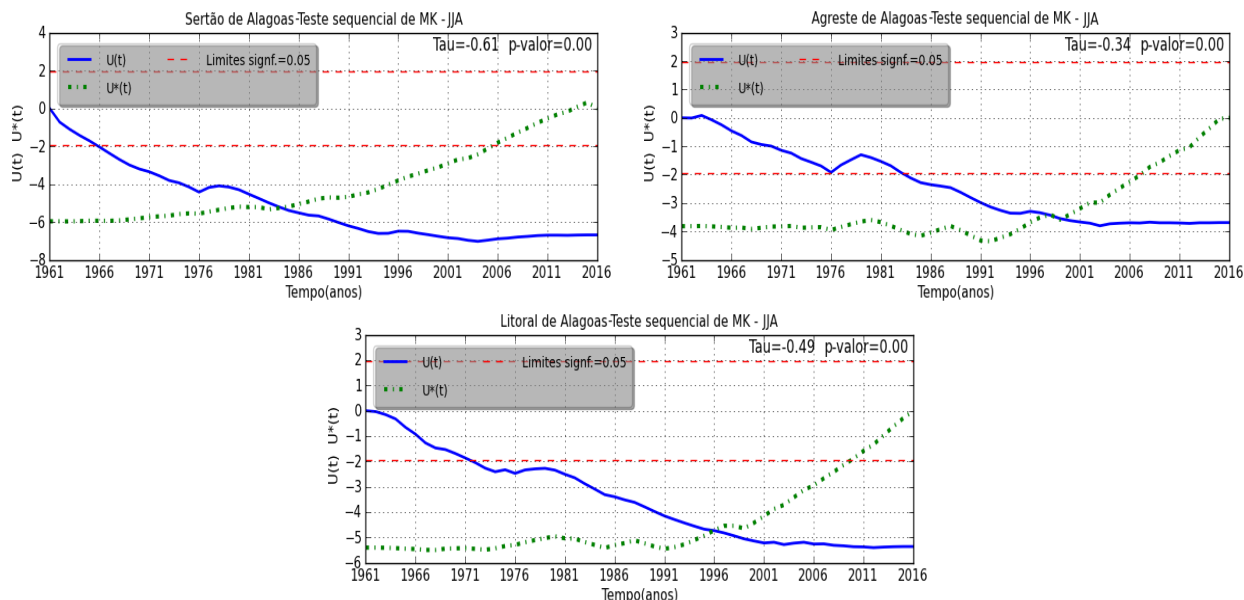 Sertão de Alagoas-Teste sequencial de MK - JJA
Tau=-0.61 p-valor=0.00
U(t) Limites signf.=0.05
U*(t)
4
2
0
−2
−4
−6
−8
U(t) U*(t)
1961 1966 1971 1976 1981 1986 1991 1996 2001 2006 2011 2016
Tempo(anos)
Agreste de Alagoas-Teste sequencial de MK - JJA
Tau=-0.34 p-valor=0.00
U(t) Limites signf.=0.05
U*(t)
3
2
1
0
−1
−2
−3
−4
−5
U(t) U*(t)
1961 1966 1971 1976 1981 1986 1991 1996 2001 2006 2011 2016
Tempo(anos)
Litoral de Alagoas-Teste sequencial de MK - JJA
Tau=-0.49 p-valor=0.00
U(t) Limites signf.=0.05
U*(t)
3
2
1
0
−1
−2
−3
−4
−5
−6
U(t) U*(t)
1961 1966 1971 1976 1981 1986 1991 1996 2001 2006 2011 2016
Tempo(anos)